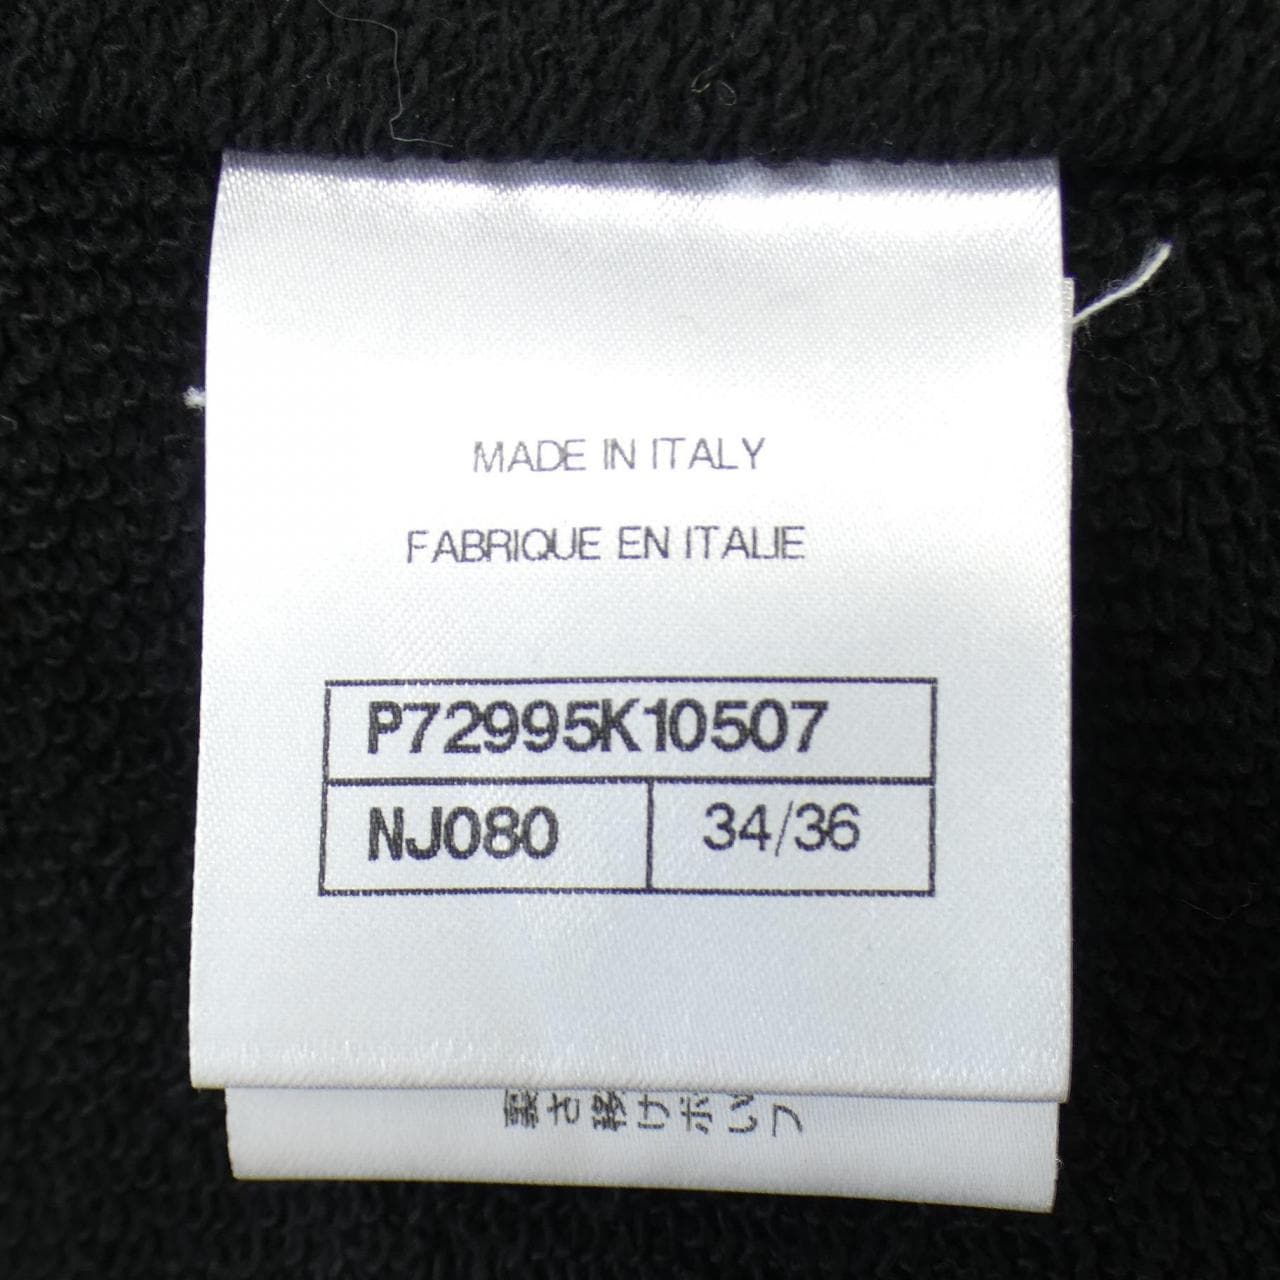 MADE IN ITALY
FABRIQUE EN ITALIE
P72995K10507
NJ080 34/36